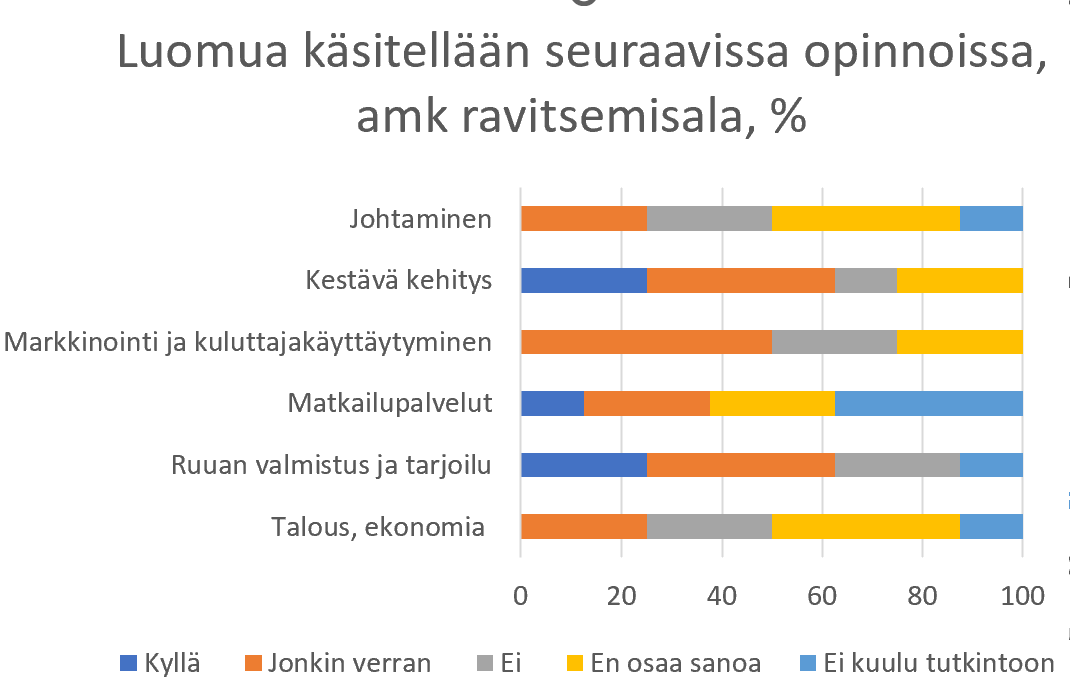 Luomua käsitellään seuraavissa opinnoissa,
amk ravitsemisala, %
Johtaminen
Kestävä kehitys
Markkinointi ja kuluttajakäyttäytyminen
Matkailupalvelut
Ruuan valmistus ja tarjoilu
Talous, ekonomia
0 20 40 60 80 100
Kyllä Jonkin verran Ei En osaa sanoa Ei kuulu tutkintoon